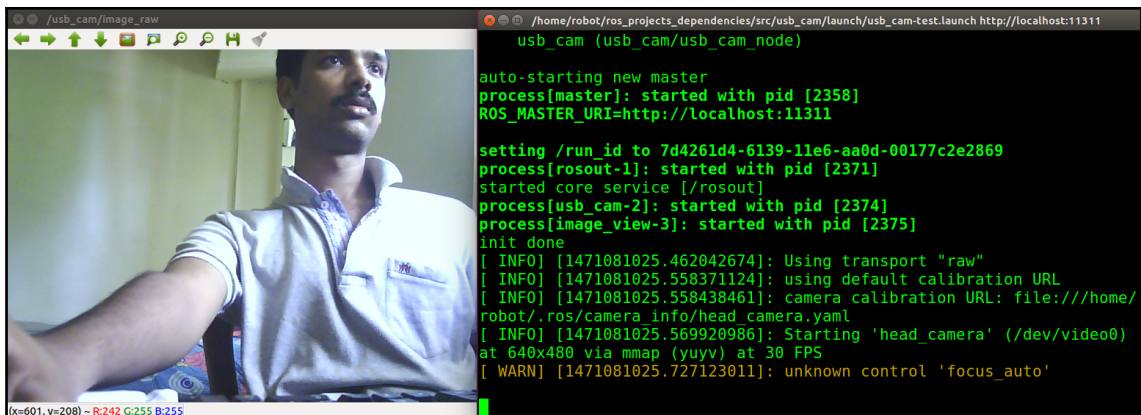 /usb_cam/image_raw
(x=601, y=208) ~ R:242 G:255 B:255
/home/robot/ros_projects_dependencies/src/usb_cam/launch/usb_cam-test.launch http://localhost:11311
usb_cam (usb_cam/usb_cam_node)
auto-starting new master
process[master]: started with pid [2358]
ROS_MASTER_URI=http://localhost:11311
setting /run_id to 7d4261d4-6139-11e6-aa0d-00177c2e2869
process[rosout-1]: started with pid [2371]
started core service [/rosout]
process[usb_cam-2]: started with pid [2374]
process[image_view-3]: started with pid [2375]
init done
[ INFO] [1471081025.462042674]: Using transport "raw"
[ INFO] [1471081025.558371124]: using default calibration URL
[ INFO] [1471081025.558438461]: camera calibration URL: file:///home/
robot/.ros/camera_info/head_camera.yaml
[ INFO] [1471081025.569920986]: Starting 'head_camera' (/dev/video0)
at 640x480 via mmap (yuyv) at 30 FPS
[ WARN] [1471081025.727123011]: unknown control 'focus_auto'